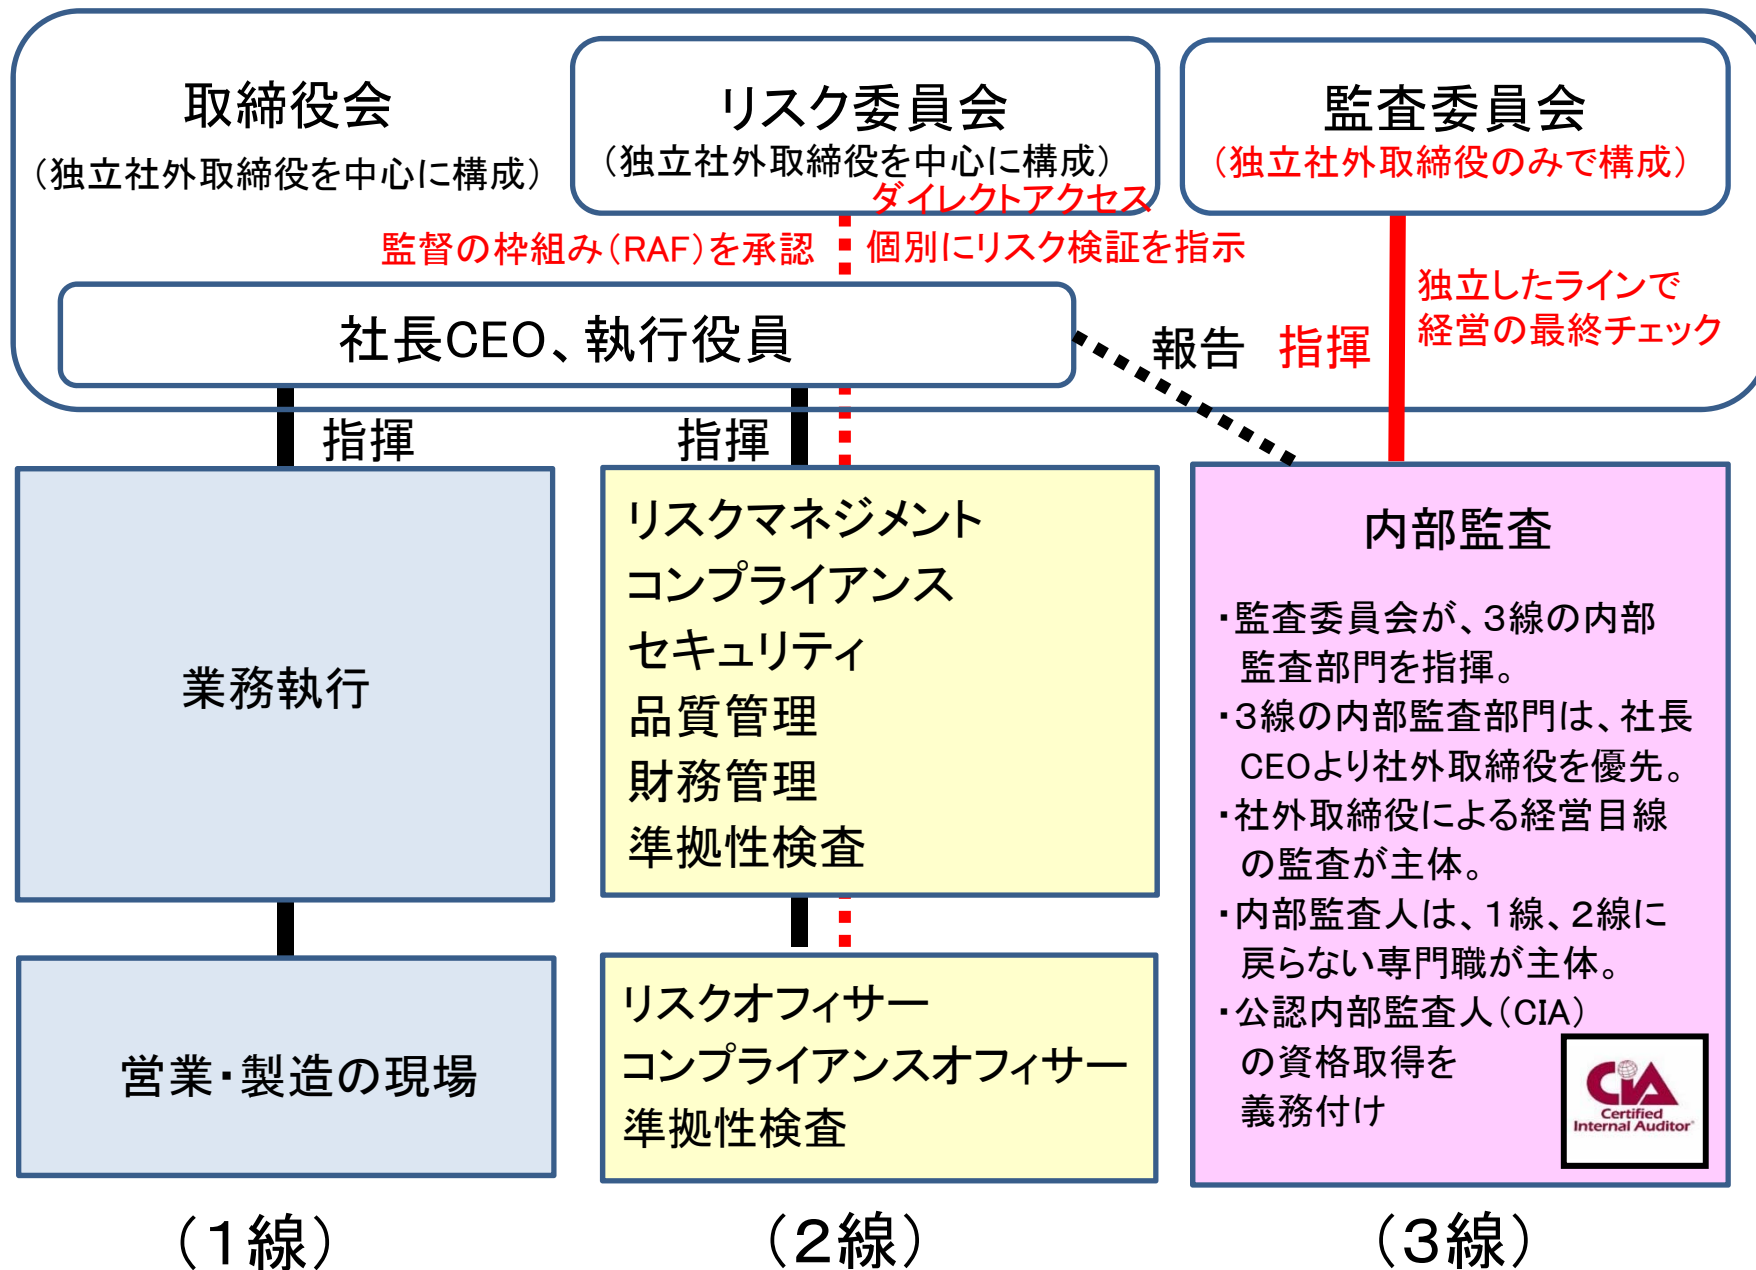 取締役会
（独立社外取締役を中心に構成）
リスク委員会
（独立社外取締役を中心に構成）
監査委員会
（独立社外取締役のみで構成）
ダイレクトアクセス
監督の枠組み（RAF）を承認
個別にリスク検証を指示
独立したラインで
経営の最終チェック
社長CEO、執行役員
報告
指揮
指揮
指揮
業務執行
リスクマネジメント
コンプライアンス
セキュリティ
品質管理
財務管理
準拠性検査
内部監査
・監査委員会が、３線の内部
監査部門を指揮。
・３線の内部監査部門は、社長
CEOより社外取締役を優先。
・社外取締役による経営目線
の監査が主体。
・内部監査人は、１線、２線に
戻らない専門職が主体。
・公認内部監査人（CIA）
の資格取得を
義務付け
CIA
Certified
Internal Auditor®
営業・製造の現場
リスクオフィサー
コンプライアンスオフィサー
準拠性検査
（１線）
（２線）
（３線）